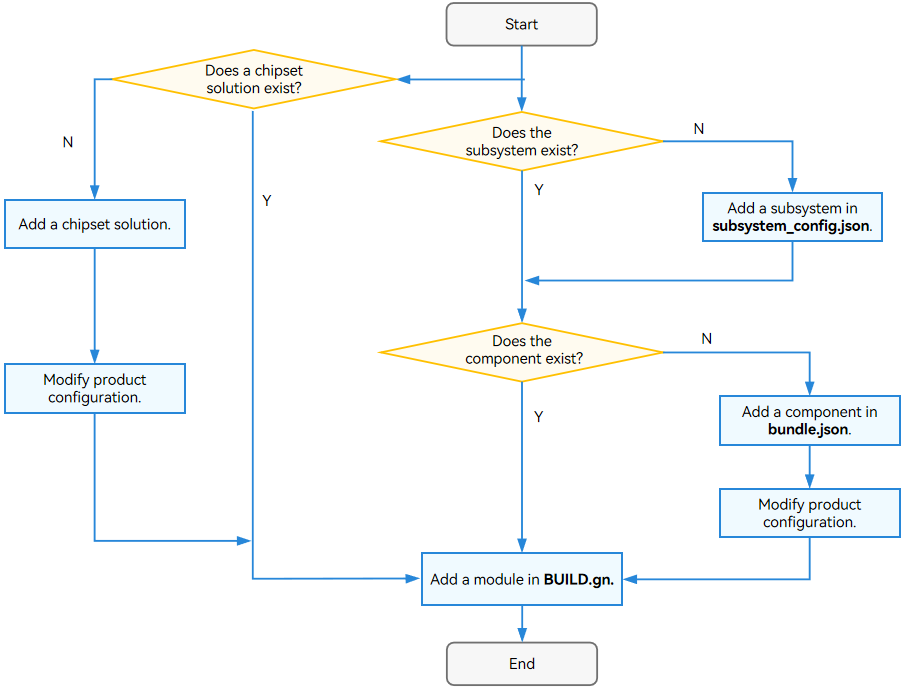 Start
Does a chipset
solution exist?
Does the
subsystem exist?
N
N
Y
Y
Add a chipset solution.
Add a subsystem in
subsystem_config.json.
Does the
component exist?
N
Modify product
configuration.
Y
Add a component in
bundle.json.
Modify product
configuration.
Add a module in BUILD.gn.
End